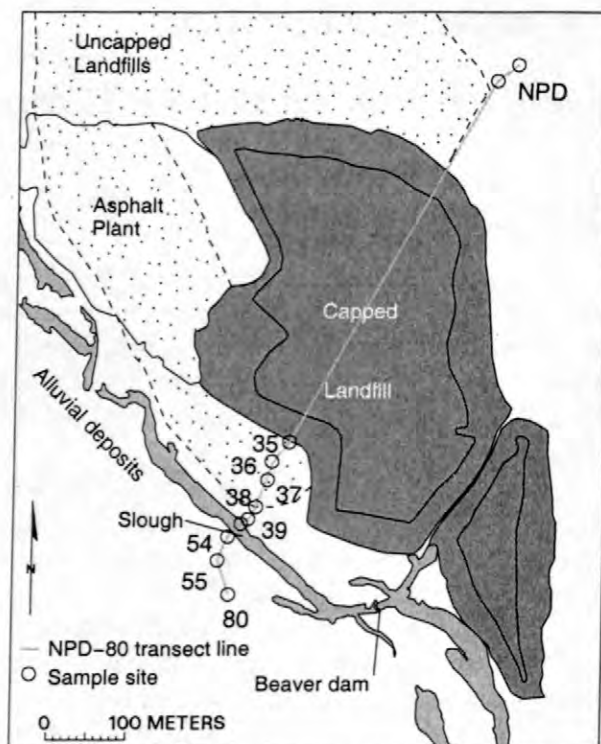 Uncapped
Landfills
NPD
Asphalt
Plant
Capped
Landfill
Alluvial deposits
35
36
37
38
39
Slough
54
55
80
N
NPD-80 transect line
Sample site
Beaver dam
0 100 METERS